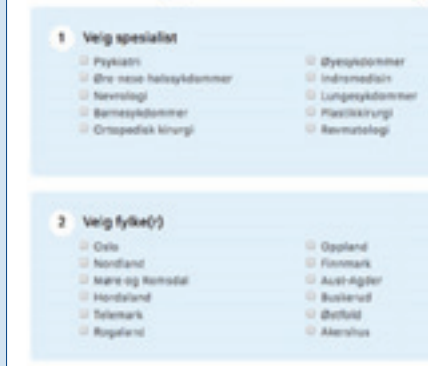 1 Velg spesialist
Psykiatri
Øre nese halssykdommer
Nevrologi
Barnesykdommer
Ortopedisk kirurgi
Øyesykdommer
Indremedisin
Lungesykdommer
Plastikkirurgi
Revmatologi
2 Velg fylke(r)
Oslo
Nordland
Møre og Romsdal
Hordaland
Telemark
Rogaland
Oppland
Finnmark
Aust-Agder
Buskerud
Østfold
Akershus